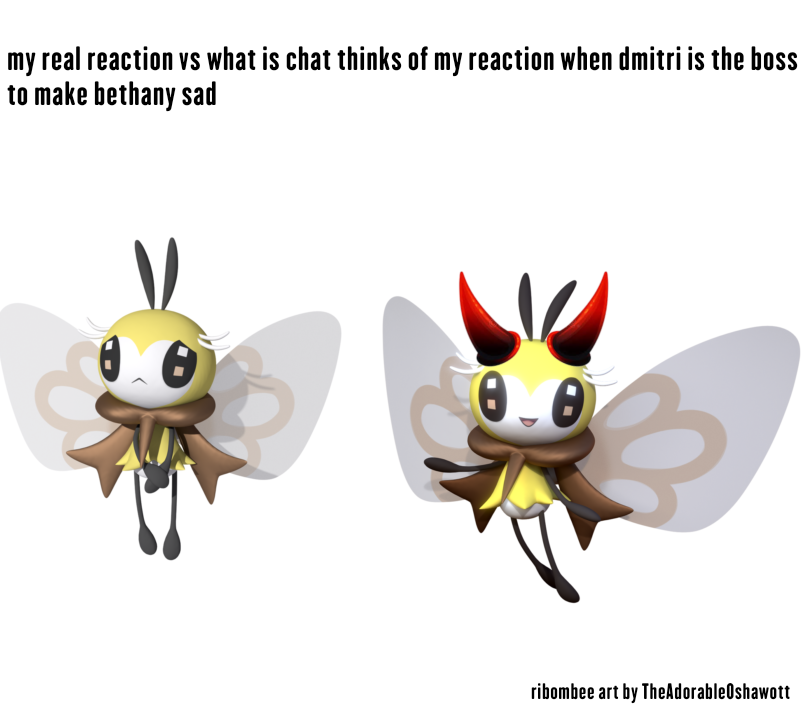 my real reaction vs what is chat thinks of my reaction when dmitri is the boss
to make bethany sad
ribombee art by TheAdorableOshawott